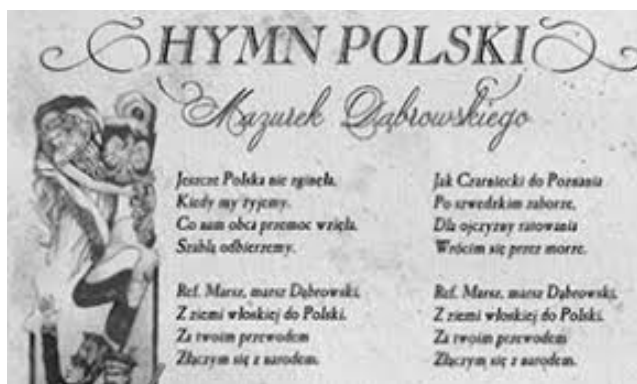 HYMN POLSKI
Mazurek Dąbrowskiego
Jeszcze Polska nie zginęła,
Kiedy my żyjemy.
Co nam obca przemoc wzięła,
Szablą odbierzemy.
Ref. Marsz, marsz Dąbrowski,
Z ziemi włoskiej do Polski.
Za twoim przewodem
Złączym się z narodem.
Jak Czarniecki do Poznania
Po szwedzkim zaborze,
Dla ojczyzny ratowania
Wrócim się przez morze.
Ref. Marsz, marsz Dąbrowski,
Z ziemi włoskiej do Polski.
Za twoim przewodem
Złączym się z narodem.